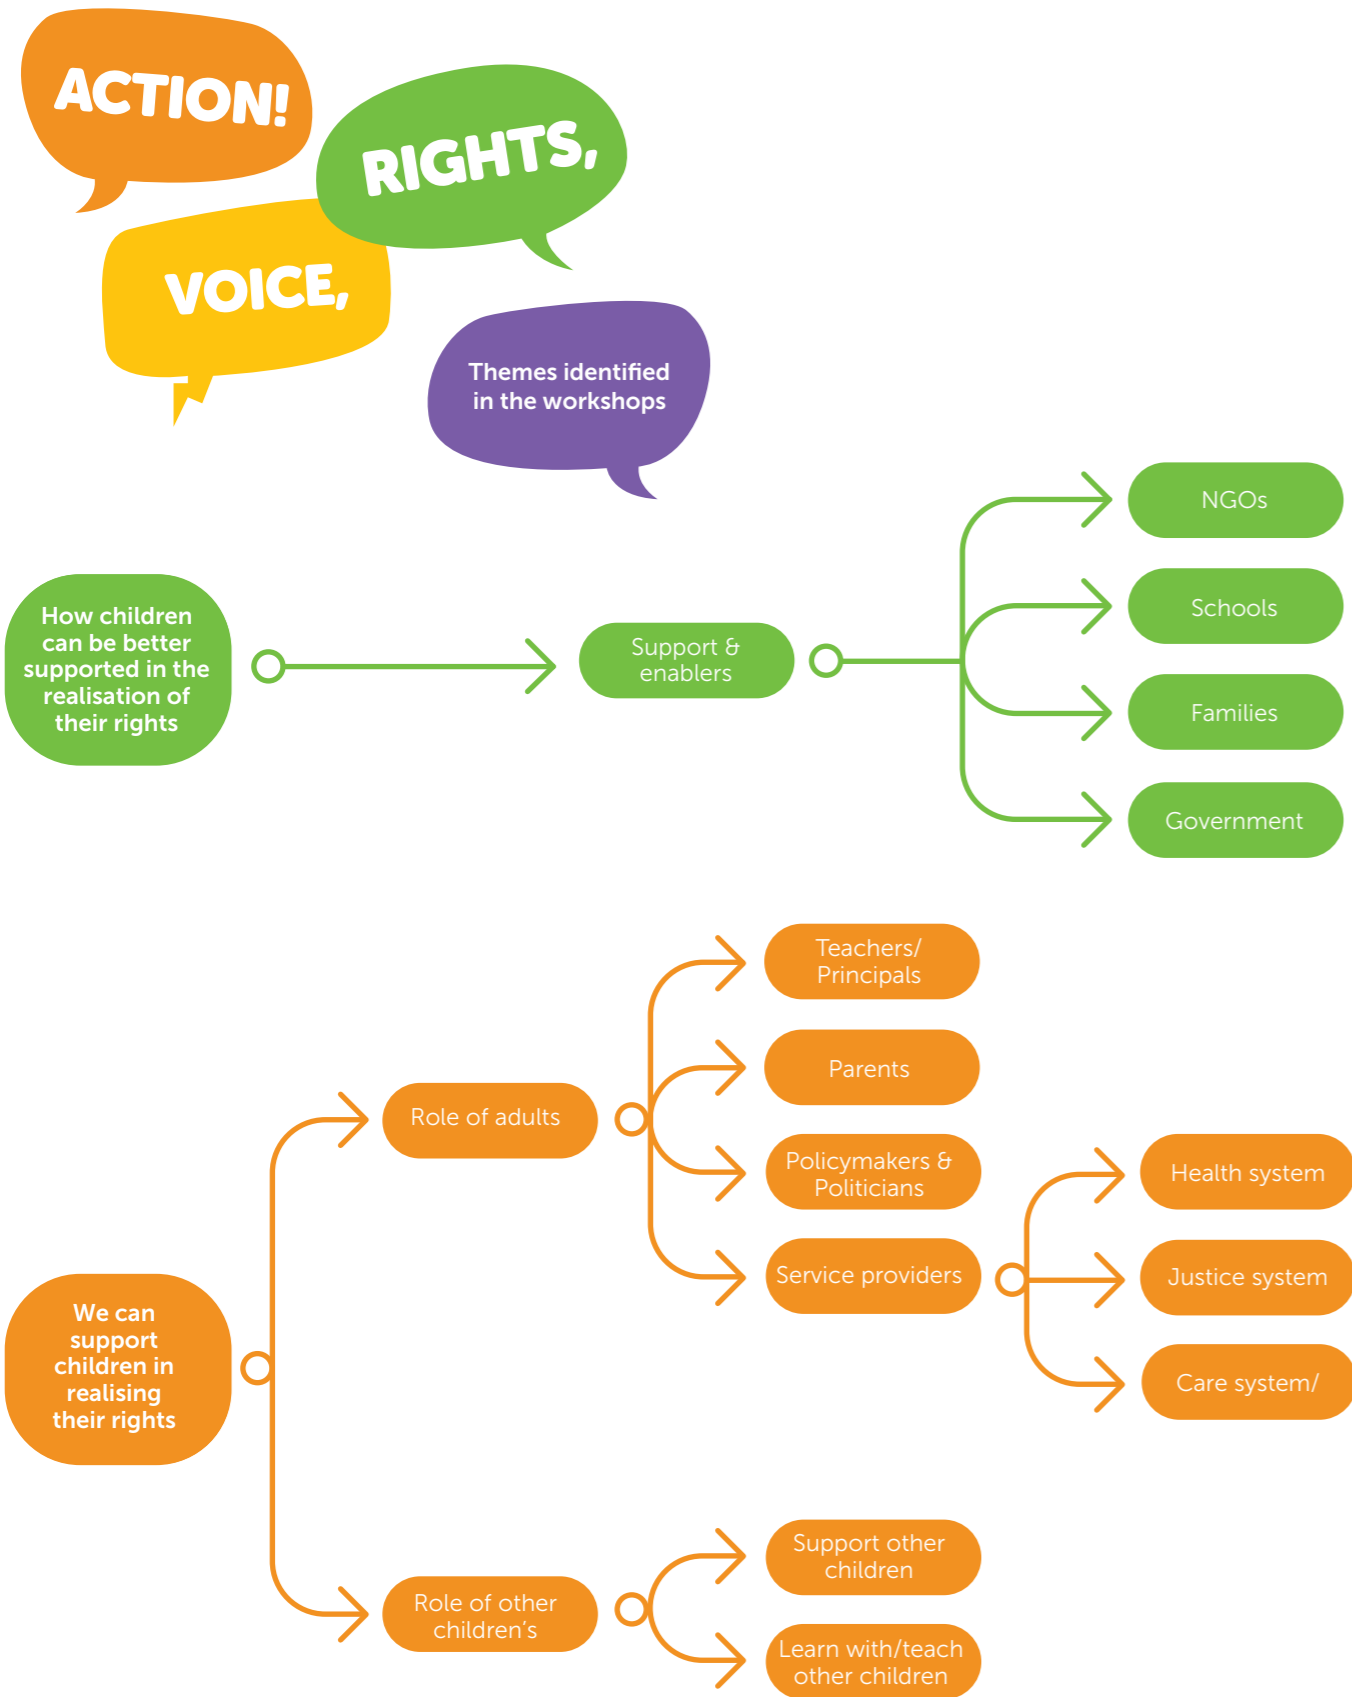 ACTION!
RIGHTS,
VOICE,
Themes identified
in the workshops
How children
can be better
supported in the
realisation of
their rights
Support &
enablers
NGOs
Schools
Families
Government
We can
support
children in
realising
their rights
Role of adults
Teachers/
Principals
Parents
Policymakers &
Politicians
Service providers
Health system
Justice system
Care system/
Role of other
children's
Support other
children
Learn with/teach
other children